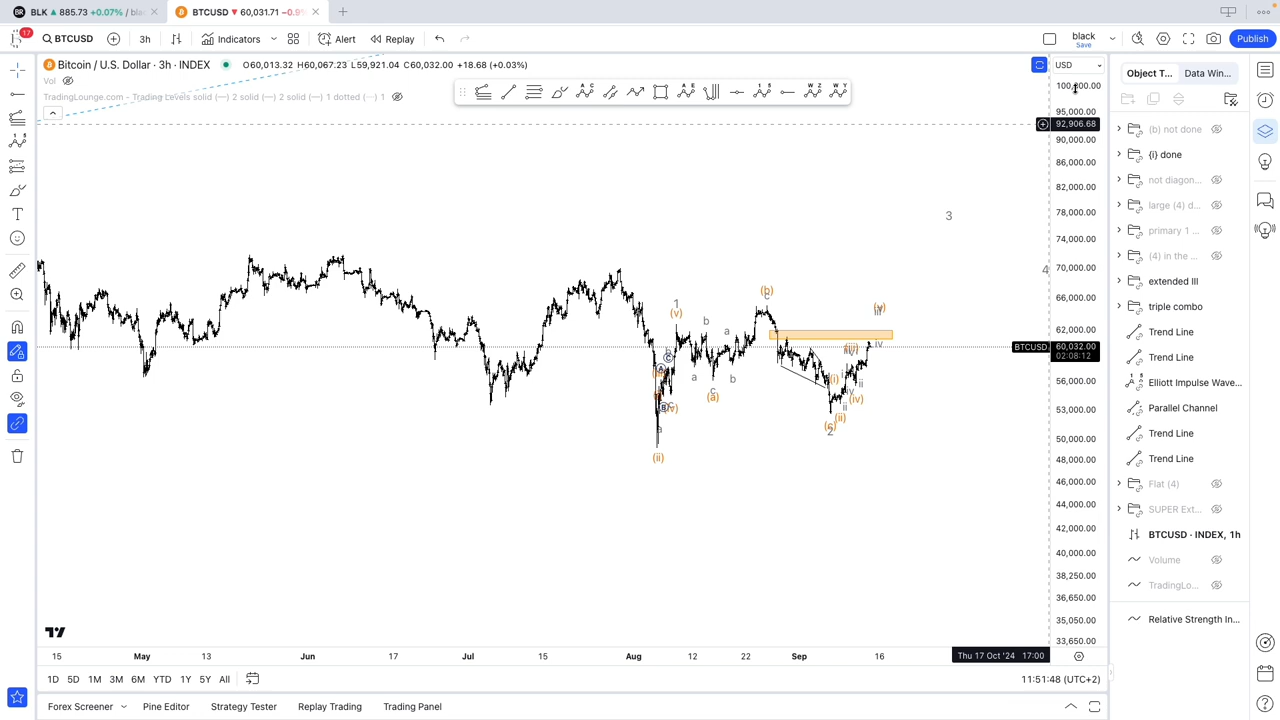 BLK ▲ 885.73 +0.07% / bla
BTCUSD ▼ 60,031.71 −0.9%
17
BTCUSD
3h
Indicators
Alert
Replay
black
Save
Publish
Bitcoin / U.S. Dollar · 3h · INDEX
O60,013.32 H60,067.23 L59,921.04 C60,032.00 +18.68 (+0.03%)
Vol
TradingLounge.com - Trading Levels solid (—) 2 solid (—) 2 solid (—) 1 dotted (—) 1
USD
100,000.00
95,000.00
92,906.68
90,000.00
86,000.00
82,000.00
78,000.00
74,000.00
70,000.00
66,000.00
62,000.00
BTCUSD
60,032.00
02:08:12
56,000.00
53,000.00
50,000.00
48,000.00
46,000.00
44,000.00
42,000.00
40,000.00
38,250.00
36,650.00
35,050.00
33,650.00
3
4
1
(v)
b
a
a
b
c
(a)
(ii)
(b)
c
(i)
(iv)
ii
(ii)
(c)
2
(v)
iv
15
May
13
Jun
17
Jul
15
Aug
12
22
Sep
16
Thu 17 Oct '24 17:00
1D
5D
1M
3M
6M
YTD
1Y
5Y
All
11:51:48 (UTC+2)
Forex Screener
Pine Editor
Strategy Tester
Replay Trading
Trading Panel
Object T...
Data Win...
(b) not done
{i} done
not diagon...
large (4) d...
primary 1 ...
(4) in the ...
extended III
triple combo
Trend Line
Trend Line
Elliott Impulse Wave...
Parallel Channel
Trend Line
Trend Line
Flat (4)
SUPER Ext...
BTCUSD · INDEX, 1h
Volume
TradingLo...
Relative Strength In...